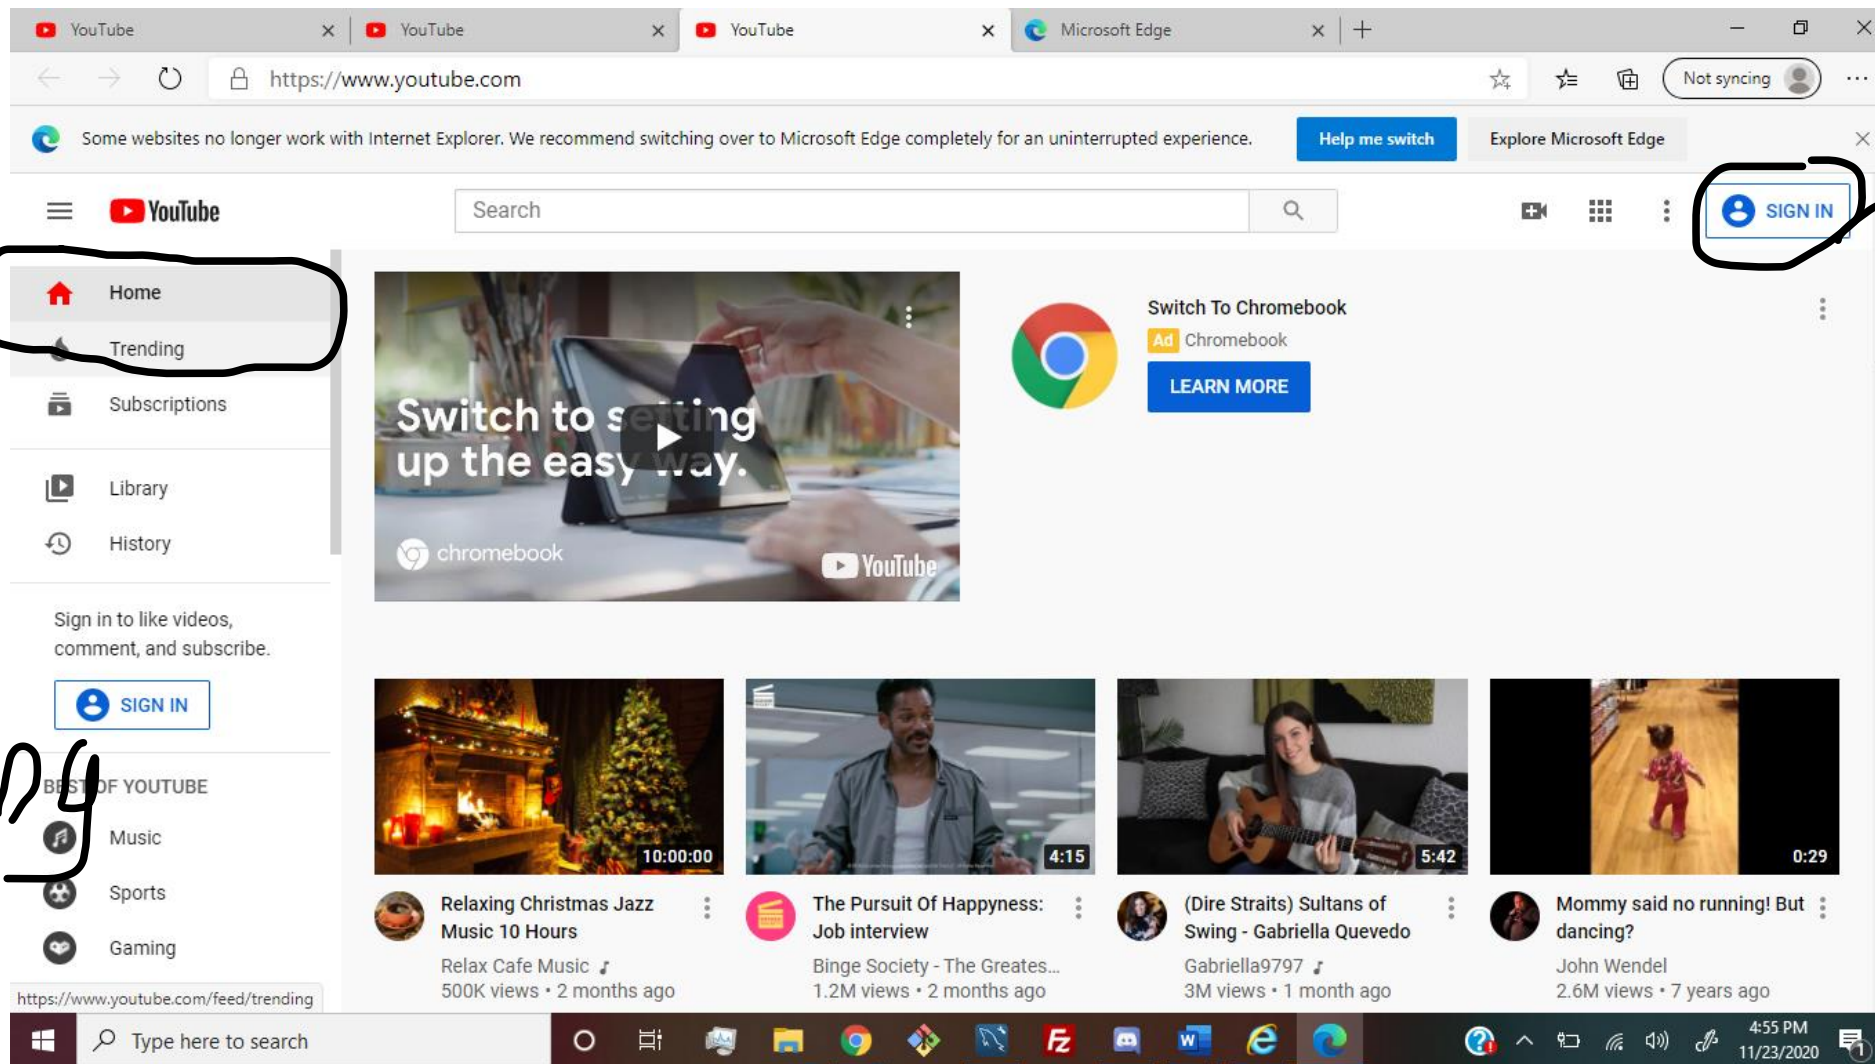 YouTube
YouTube
YouTube
Microsoft Edge
https://www.youtube.com
Not syncing
Some websites no longer work with Internet Explorer. We recommend switching over to Microsoft Edge completely for an uninterrupted experience.
Help me switch
Explore Microsoft Edge
YouTube
Search
SIGN IN
Home
Trending
Subscriptions
Library
History
Sign in to like videos,
comment, and subscribe.
SIGN IN
BEST OF YOUTUBE
Music
Sports
Gaming
https://www.youtube.com/feed/trending
Switch to setting
up the easy way.
chromebook
YouTube
Switch To Chromebook
Ad Chromebook
LEARN MORE
10:00:00
Relaxing Christmas Jazz
Music 10 Hours
Relax Cafe Music
500K views • 2 months ago
4:15
The Pursuit Of Happyness:
Job interview
Binge Society - The Greates...
1.2M views • 2 months ago
5:42
(Dire Straits) Sultans of
Swing - Gabriella Quevedo
Gabriella9797
3M views • 1 month ago
0:29
Mommy said no running! But
dancing?
John Wendel
2.6M views • 7 years ago
Type here to search
4:55 PM
11/23/2020